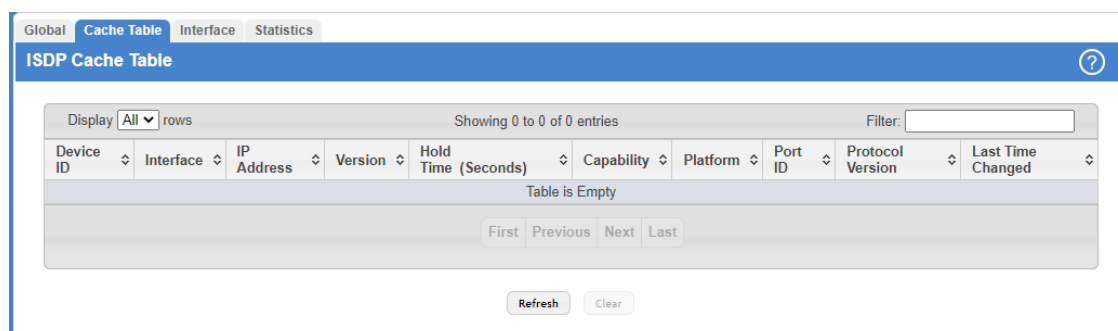 Global Cache Table Interface Statistics
ISDP Cache Table ?
Display All rows Showing 0 to 0 of 0 entries Filter:
Device ID Interface IP Address Version Hold Time (Seconds) Capability Platform Port ID Protocol Version Last Time Changed
Table is Empty
First Previous Next Last
Refresh Clear